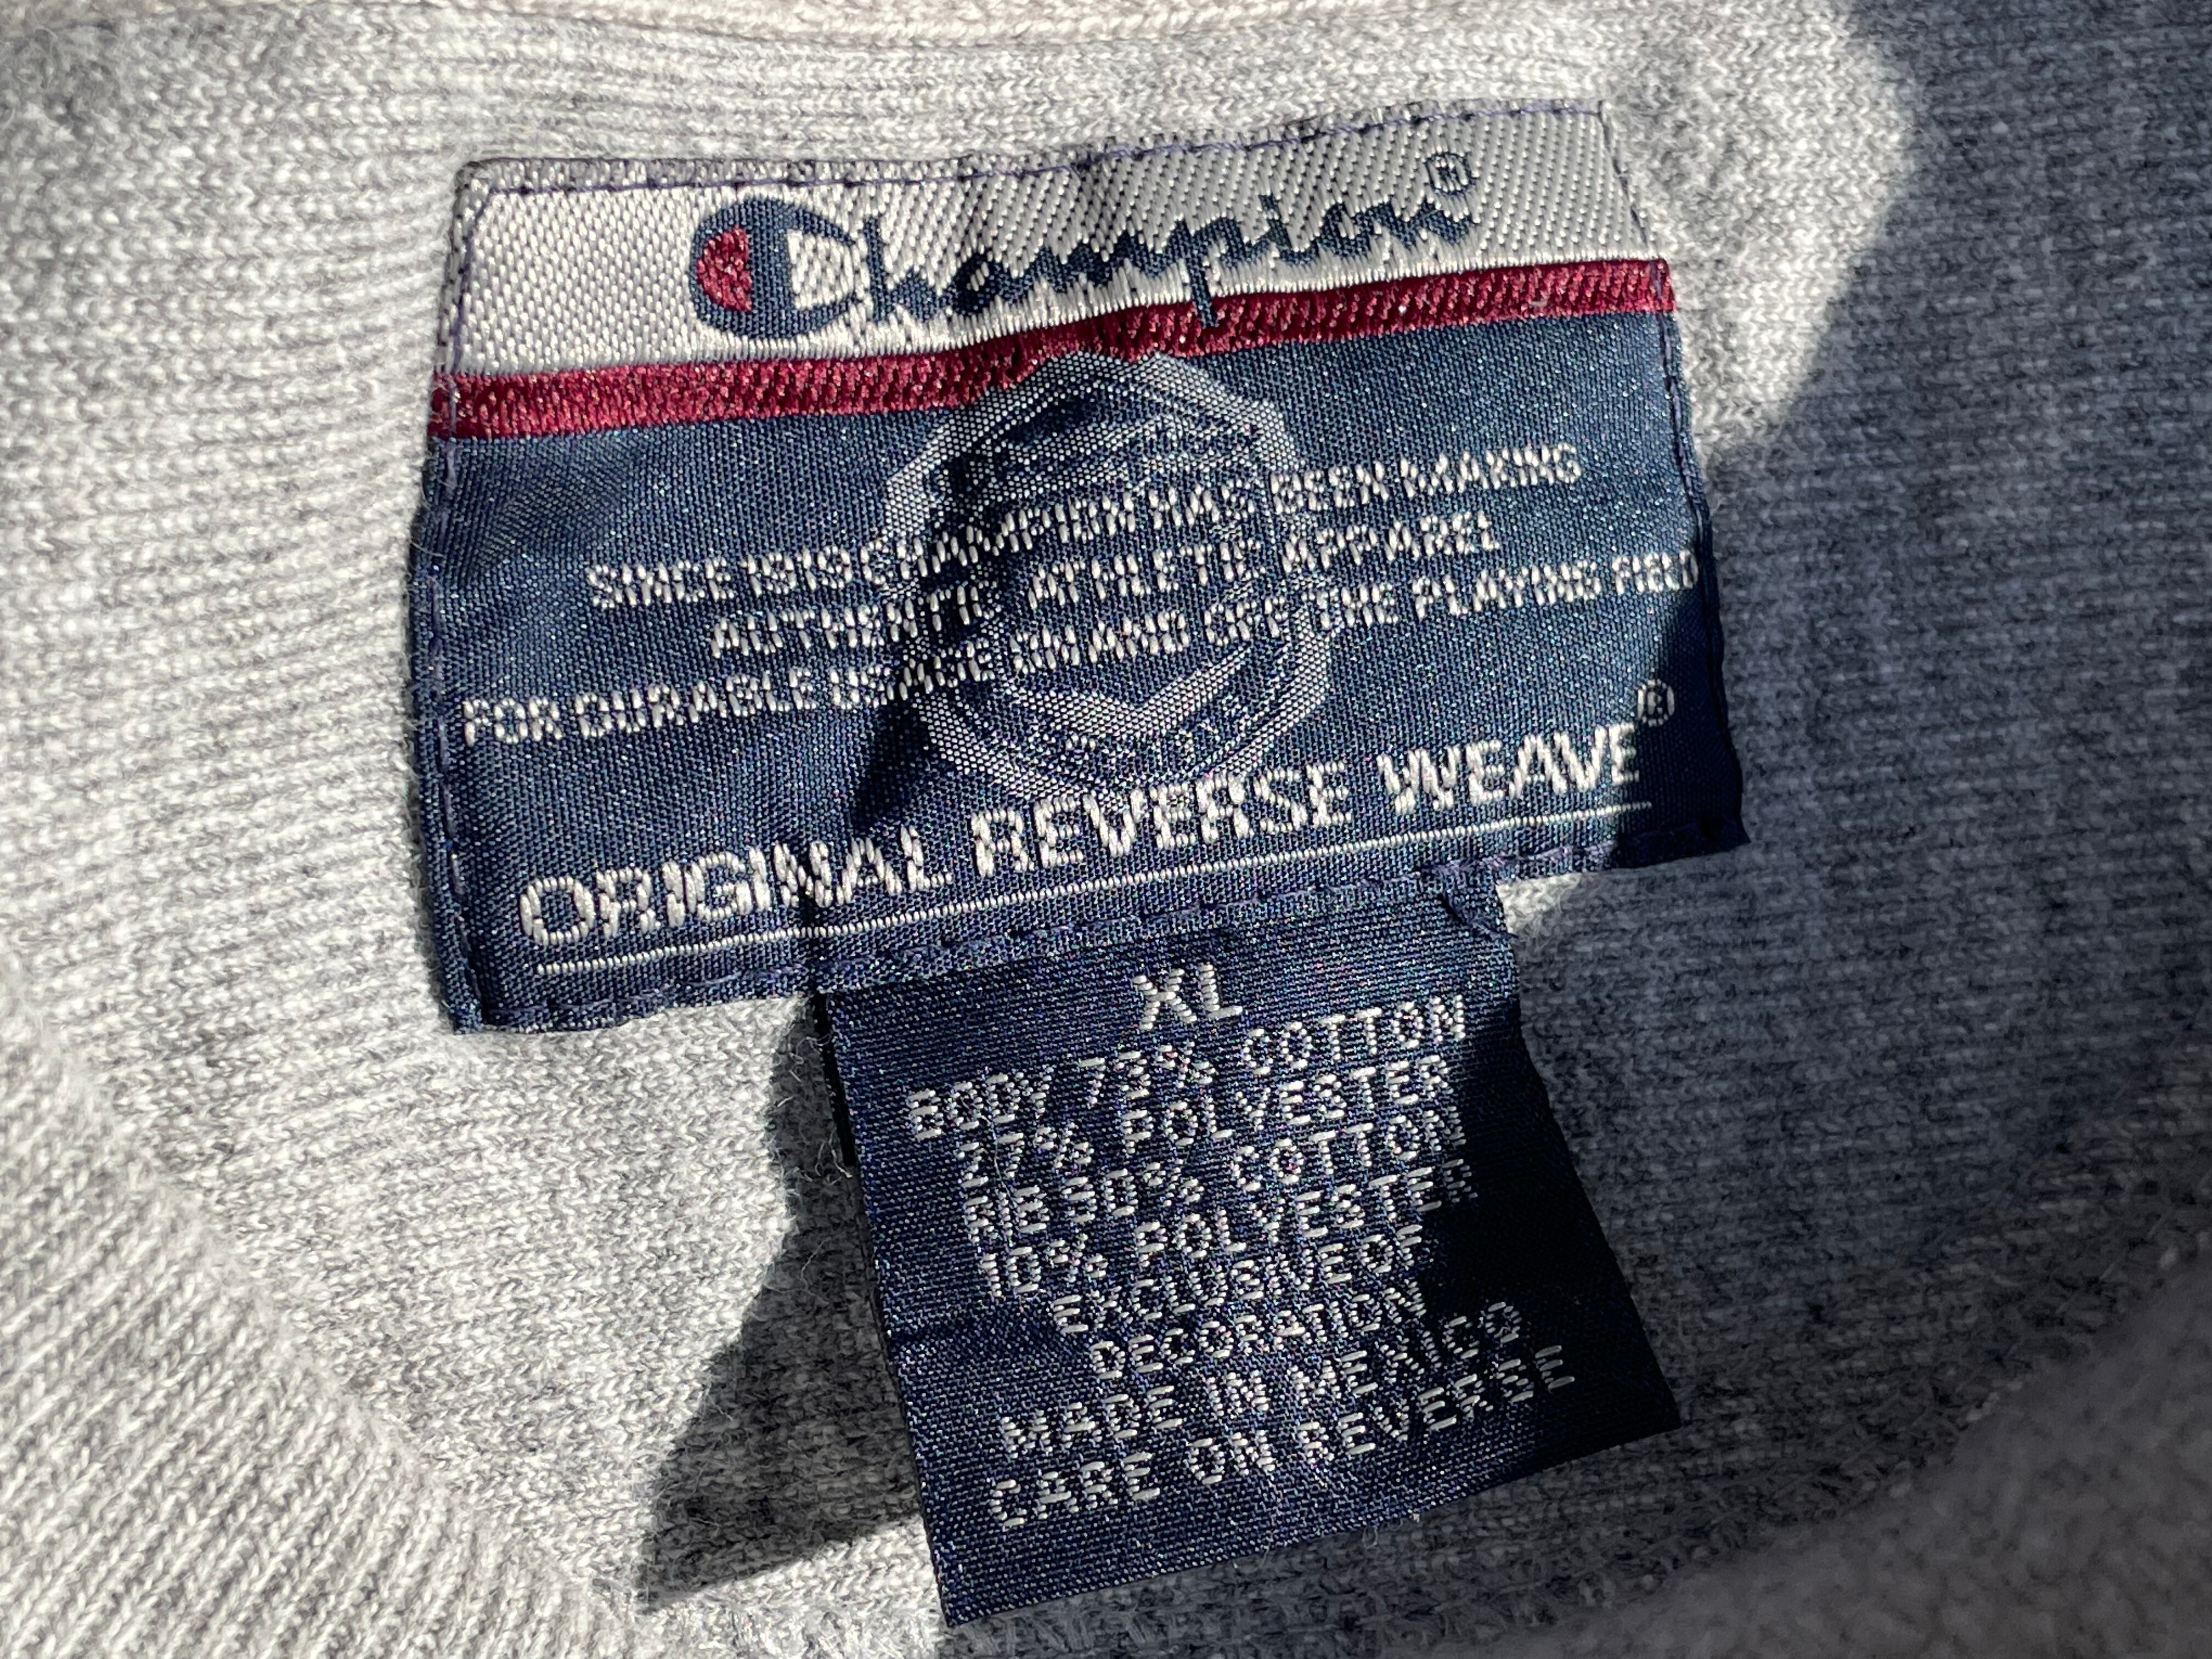 Champion®
SINCE 1919 CHAMPION HAS BEEN MAKING
AUTHENTIC ATHLETIC APPAREL
FOR DURABLE USAGE ON AND OFF THE PLAYING FIELD
ORIGINAL REVERSE WEAVE®
XL
BODY 73% COTTON
27% POLYESTER
RIB 90% COTTON
10% POLYESTER
EXCLUSIVE OF
DECORATION
MADE IN MEXICO
CARE ON REVERSE